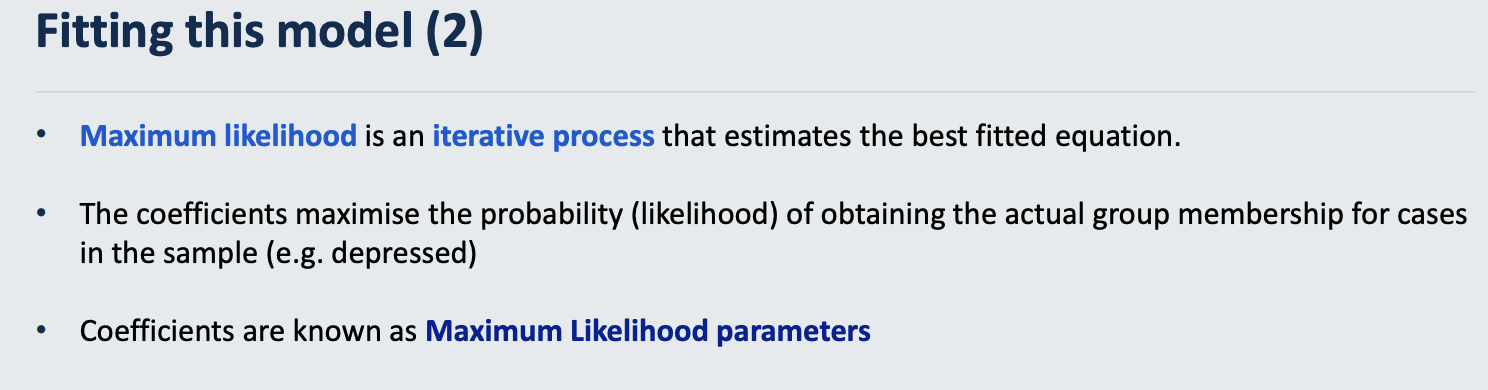 Fitting this model (2)
• Maximum likelihood is an iterative process that estimates the best fitted equation.
• The coefficients maximise the probability (likelihood) of obtaining the actual group membership for cases
in the sample (e.g. depressed)
• Coefficients are known as Maximum Likelihood parameters